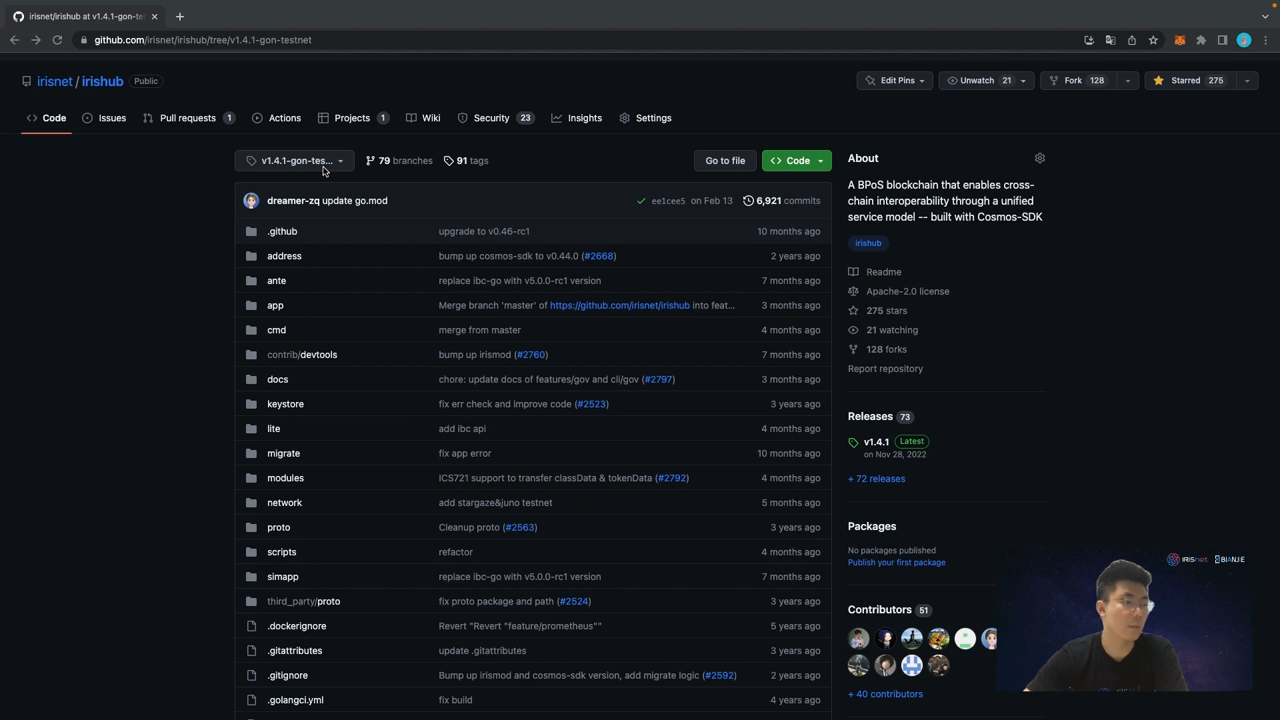 irisnet/irishub at v1.4.1-gon-te
github.com/irisnet/irishub/tree/v1.4.1-gon-testnet
irisnet / irishub Public
Edit Pins
Unwatch 21
Fork 128
Starred 275
Code
Issues
Pull requests 1
Actions
Projects 1
Wiki
Security 23
Insights
Settings
v1.4.1-gon-tes...
79 branches
91 tags
Go to file
Code
dreamer-zq update go.mod
ee1cee5 on Feb 13
6,921 commits
.github upgrade to v0.46-rc1 10 months ago
address bump up cosmos-sdk to v0.44.0 (#2668) 2 years ago
ante replace ibc-go with v5.0.0-rc1 version 7 months ago
app Merge branch 'master' of https://github.com/irisnet/irishub into feat... 3 months ago
cmd merge from master 4 months ago
contrib/devtools bump up irismod (#2760) 7 months ago
docs chore: update docs of features/gov and cli/gov (#2797) 3 months ago
keystore fix err check and improve code (#2523) 3 years ago
lite add ibc api 4 months ago
migrate fix app error 10 months ago
modules ICS721 support to transfer classData & tokenData (#2792) 4 months ago
network add stargaze&juno testnet 5 months ago
proto Cleanup proto (#2563) 3 years ago
scripts refactor 4 months ago
simapp replace ibc-go with v5.0.0-rc1 version 7 months ago
third_party/proto fix proto package and path (#2524) 3 years ago
.dockerignore Revert "Revert "feature/prometheus"" 5 years ago
.gitattributes update .gitattributes 3 years ago
.gitignore Bump up irismod and cosmos-sdk version, add migrate logic (#2592) 2 years ago
.golangci.yml fix build 4 years ago
About
A BPoS blockchain that enables cross-
chain interoperability through a unified
service model -- built with Cosmos-SDK
irishub
Readme
Apache-2.0 license
275 stars
21 watching
128 forks
Report repository
Releases 73
v1.4.1 Latest
on Nov 28, 2022
+ 72 releases
Packages
No packages published
Publish your first package
Contributors 51
+ 40 contributors
IRISnet BIANJIE